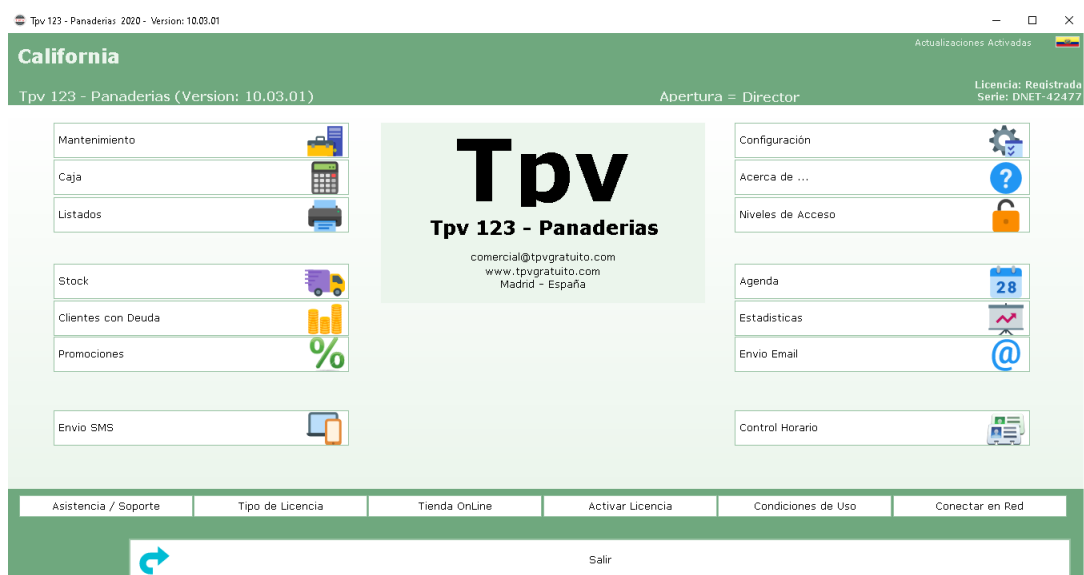 Tpv 123 - Panaderias 2020 - Version: 10.03.01
Actualizaciones Activadas
California
Licencia: Registrada
Tpv 123 - Panaderias (Version: 10.03.01)
Apertura = Director
Serie: DNET-42477
Mantenimiento
Caja
Listados
Stock
Clientes con Deuda
Promociones
Envio SMS
Tpv
Tpv 123 - Panaderias
comercial@tpvgratuito.com
www.tpvgratuito.com
Madrid - España
Configuración
Acerca de ...
Niveles de Acceso
Agenda
28
Estadisticas
Envio Email
Control Horario
Asistencia / Soporte
Tipo de Licencia
Tienda OnLine
Activar Licencia
Condiciones de Uso
Conectar en Red
Salir